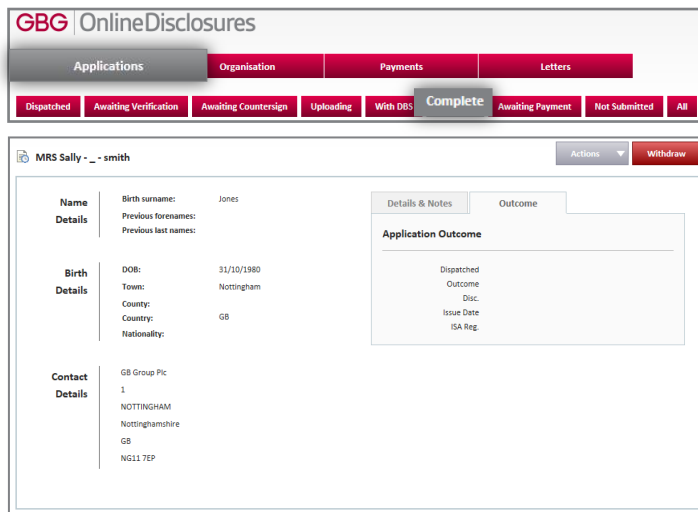 GBG OnlineDisclosures
Applications Organisation Payments Letters
Dispatched Awaiting Verification Awaiting Countersign Uploading With DBS Complete Awaiting Payment Not Submitted All
MRS Sally - _ - smith Actions Withdraw
Name Details
Birth surname: Jones
Previous forenames:
Previous last names:
Birth Details
DOB: 31/10/1980
Town: Nottingham
County:
Country: GB
Nationality:
Contact Details
GB Group Plc
1
NOTTINGHAM
Nottinghamshire
GB
NG11 7EP
Details & Notes Outcome
Application Outcome
Dispatched
Outcome
Disc.
Issue Date
ISA Reg.